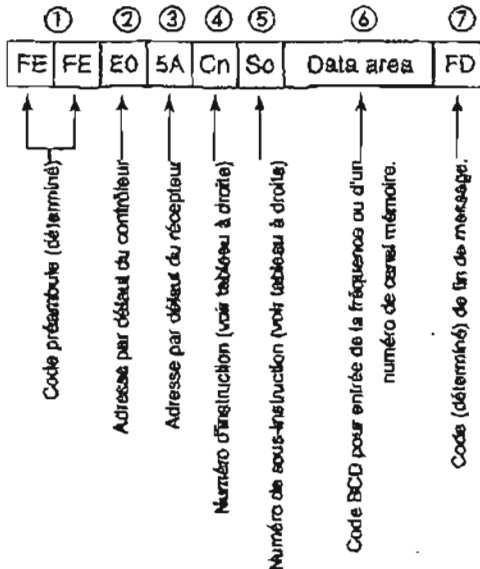 ① ② ③ ④ ⑤ ⑥ ⑦
FE FE E0 5A Cn Sc Data area FD
Code préambule (déterminé)
Adresse par défaut du contrôleur
Adresse par défaut du récepteur
Numéro d'instruction (voir tableau à droite)
Numéro de sous-instruction (voir tableau à droite)
Code BCD pour entrée de la fréquence ou d'un
numéro de canal mémoire.
Code (déterminé) de fin de message.